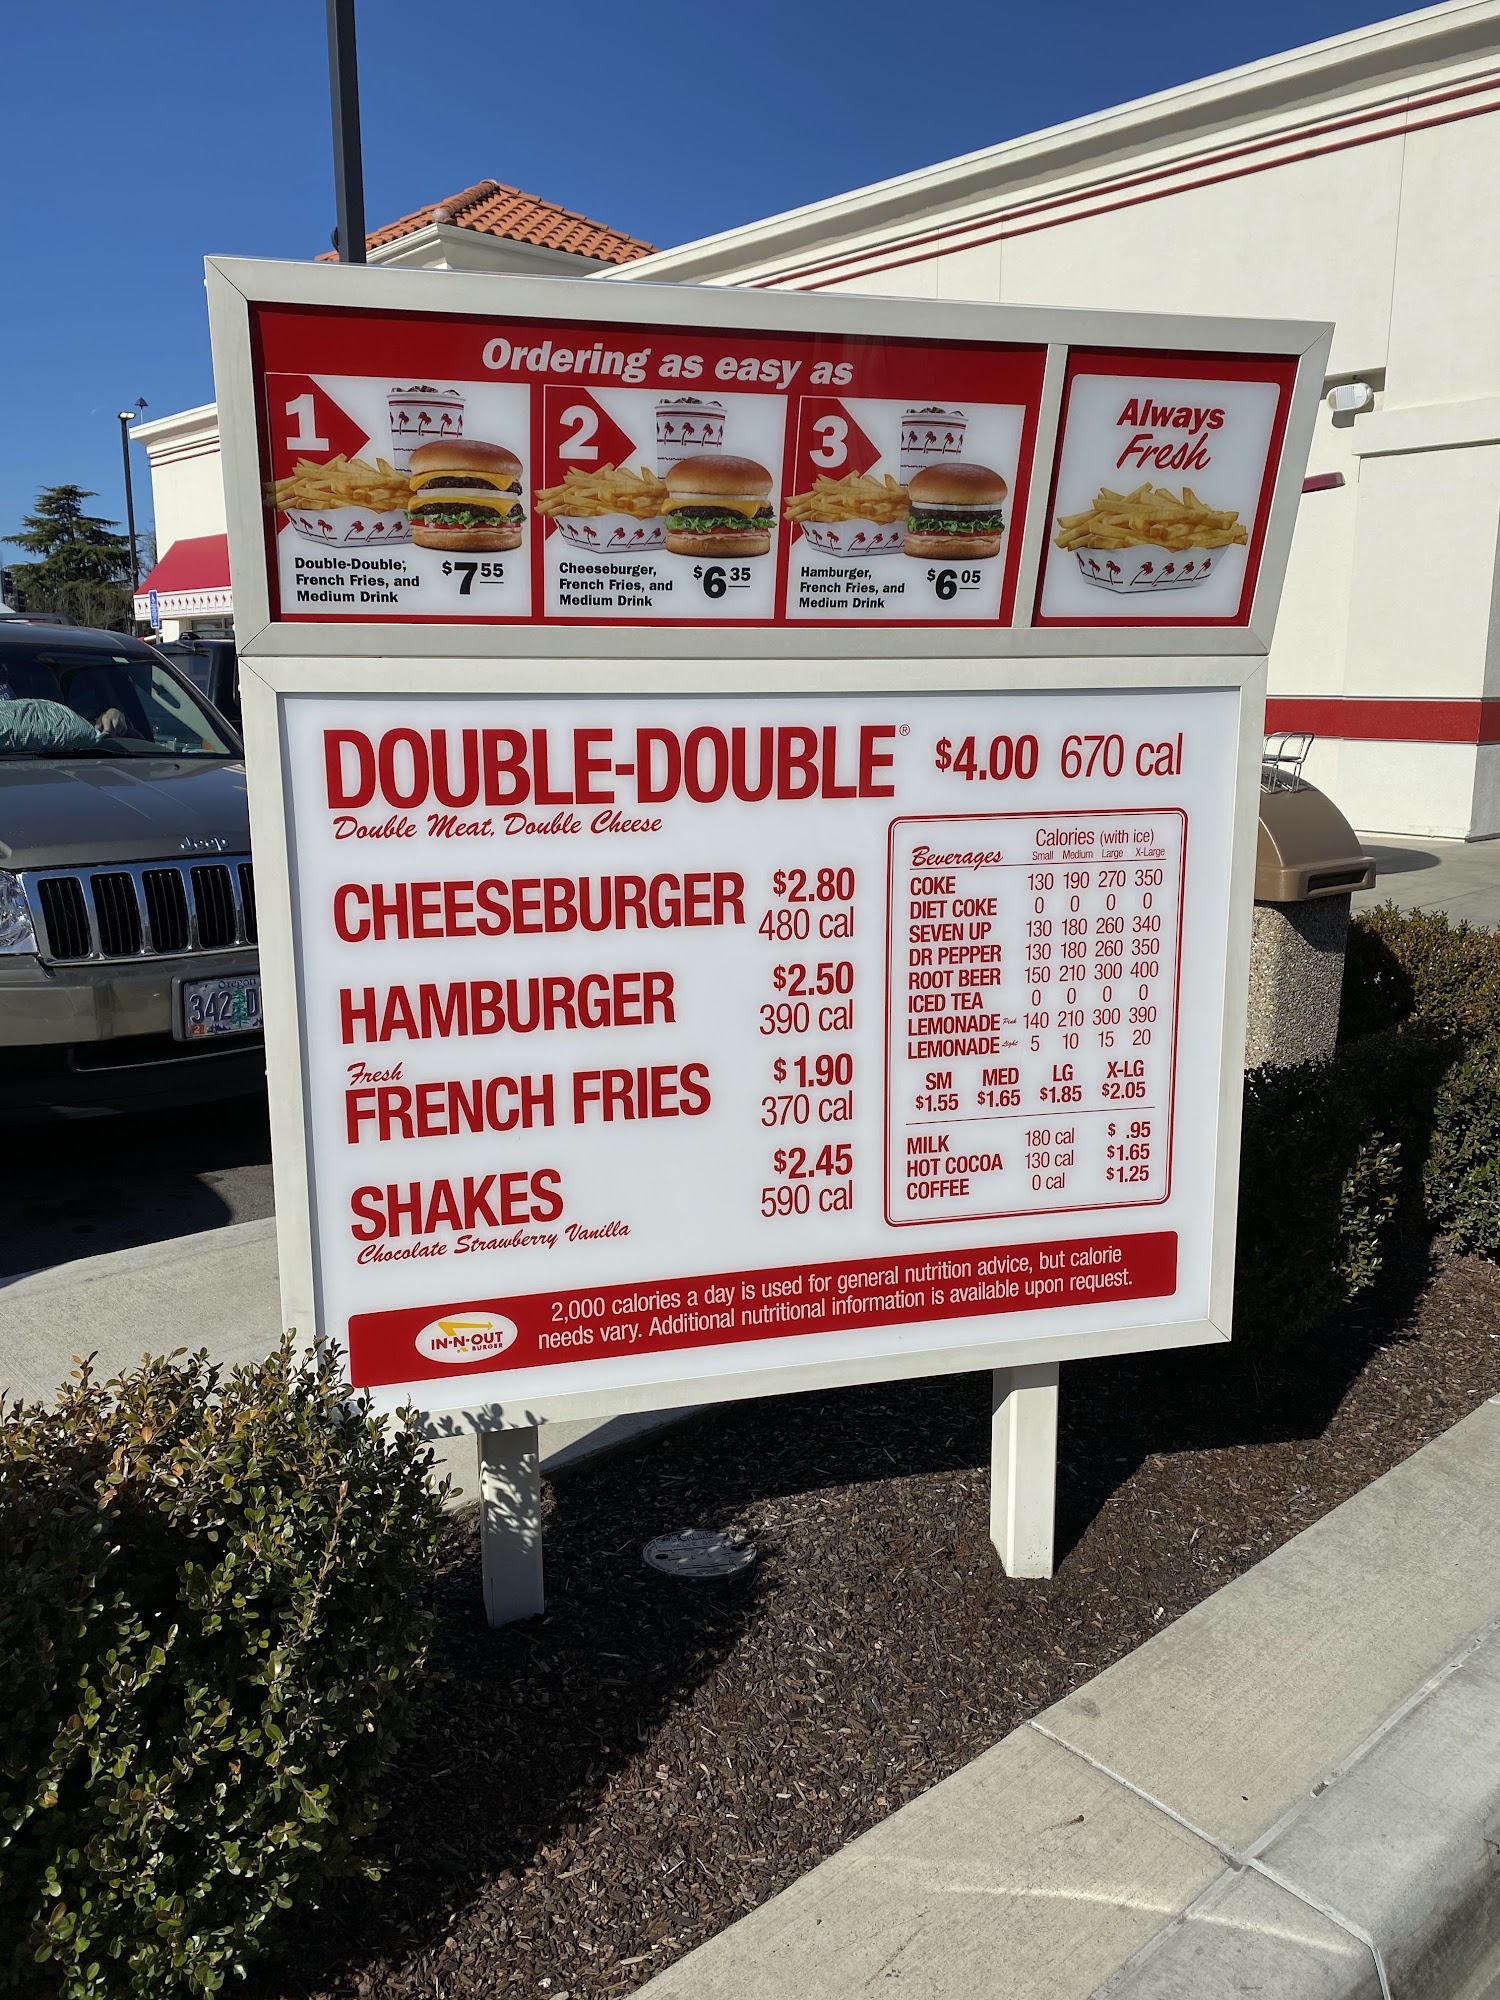 Ordering as easy as
1
Double-Double,
French Fries, and
Medium Drink
$7 55
2
Cheeseburger,
French Fries, and
Medium Drink
$6 35
3
Hamburger,
French Fries, and
Medium Drink
$6 05
Always
Fresh
DOUBLE-DOUBLE® $4.00 670 cal
Double Meat, Double Cheese
CHEESEBURGER $2.80
480 cal
HAMBURGER $2.50
390 cal
Fresh
FRENCH FRIES $1.90
370 cal
SHAKES $2.45
590 cal
Chocolate Strawberry Vanilla
Beverages Calories (with ice)
Small Medium Large X-Large
COKE 130 190 270 350
DIET COKE 0 0 0 0
SEVEN UP 130 180 260 340
DR PEPPER 130 180 260 350
ROOT BEER 150 210 300 400
ICED TEA 0 0 0 0
LEMONADE Pink 140 210 300 390
LEMONADE Light 5 10 15 20
SM MED LG X-LG
$1.55 $1.65 $1.85 $2.05
MILK 180 cal $ .95
HOT COCOA 130 cal $1.65
COFFEE 0 cal $1.25
IN-N-OUT
BURGER
2,000 calories a day is used for general nutrition advice, but calorie
needs vary. Additional nutritional information is available upon request.
Jeep
Oregon
342 D